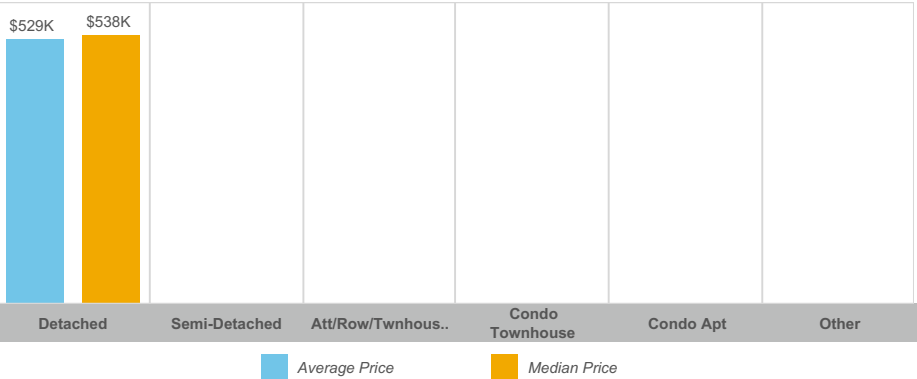 $529K
$538K
Detached
Semi-Detached
Att/Row/Twnhous..
Condo
Townhouse
Condo Apt
Other
Average Price
Median Price